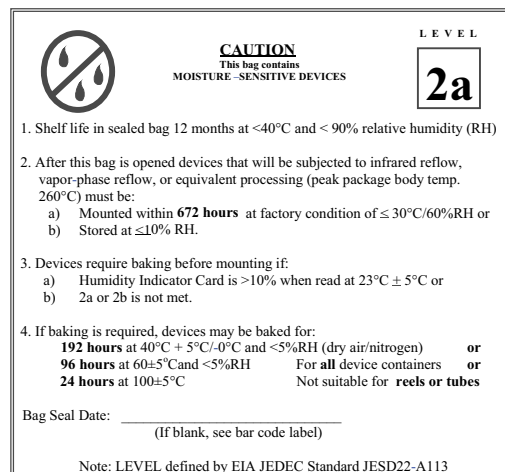 LEVEL
CAUTION
This bag contains
MOISTURE –SENSITIVE DEVICES
2a
1. Shelf life in sealed bag 12 months at <40°C and < 90% relative humidity (RH)
2. After this bag is opened devices that will be subjected to infrared reflow,
vapor-phase reflow, or equivalent processing (peak package body temp.
260°C) must be:
a) Mounted within 672 hours at factory condition of ≤ 30°C/60%RH or
b) Stored at ≤10% RH.
3. Devices require baking before mounting if:
a) Humidity Indicator Card is >10% when read at 23°C ± 5°C or
b) 2a or 2b is not met.
4. If baking is required, devices may be baked for:
192 hours at 40°C + 5°C/-0°C and <5%RH (dry air/nitrogen) or
96 hours at 60±5°Cand <5%RH For all device containers or
24 hours at 100±5°C Not suitable for reels or tubes
Bag Seal Date: ________________________________
(If blank, see bar code label)
Note: LEVEL defined by EIA JEDEC Standard JESD22-A113